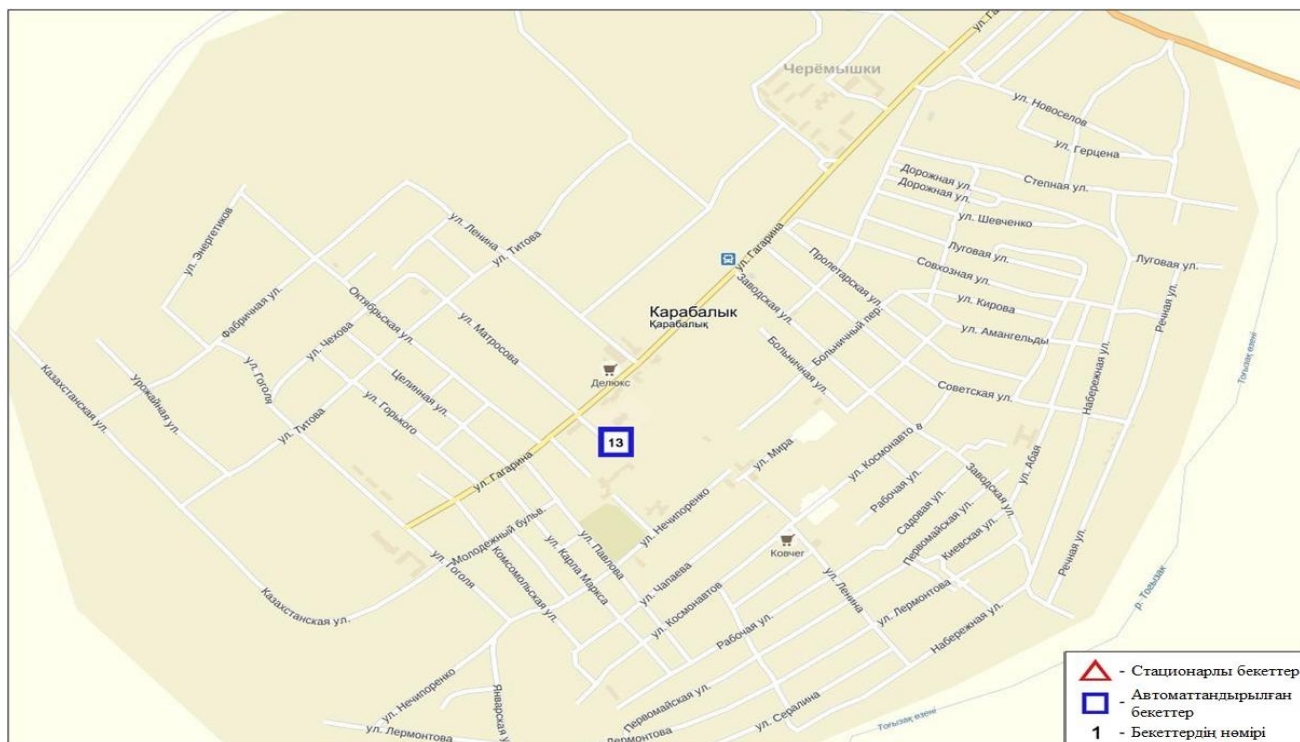 ул. Гагарина
Черёмышки
ул. Новоселов
ул. Герцена
Степная ул.
Дорожная ул.
Дорожная ул.
ул. Шевченко
ул. Энергетиков
ул. Ленина
ул. Титова
Луговая ул.
Луговая ул.
Совхозная ул.
ул. Гагарина
Пролетарская ул.
Заводская ул.
Фабричная ул.
Октябрьская ул.
ул. Чехова
ул. Матросова
Карабалык
Қарабалық
ул. Кирова
Речная ул.
ул. Амангельды
Больничный пер.
Больничная ул.
Набережная ул.
Тоғызақ өзені
Делюкс
Казахстанская ул.
Урожайная ул.
ул. Гоголя
Целинная ул.
ул. Горького
Советская ул.
ул. Титова
13
ул. Мира
ул. Космонавтов
ул. Гагарина
ул. Нечипоренко
Рабочая ул.
Заводская ул.
ул. Абая
Садовая ул.
Первомайская ул.
Киевская ул.
Молодежный бульв.
ул. Гоголя
Ковчег
Комсомольская ул.
ул. Карла Маркса
ул. Павлова
ул. Чапаева
ул. Космонавтов
ул. Ленина
Речная ул.
ул. Лермонтова
Казахстанская ул.
Рабочая ул.
Набережная ул.
р. Тогызак
ул. Нечипоренко
Январская ул.
Первомайская ул.
ул. Сералина
ул. Лермонтова
Тоғызақ өзені
- Стационарлы бекеттер
- Автоматтандырылған
бекеттер
1 - Бекеттердің нөмірі